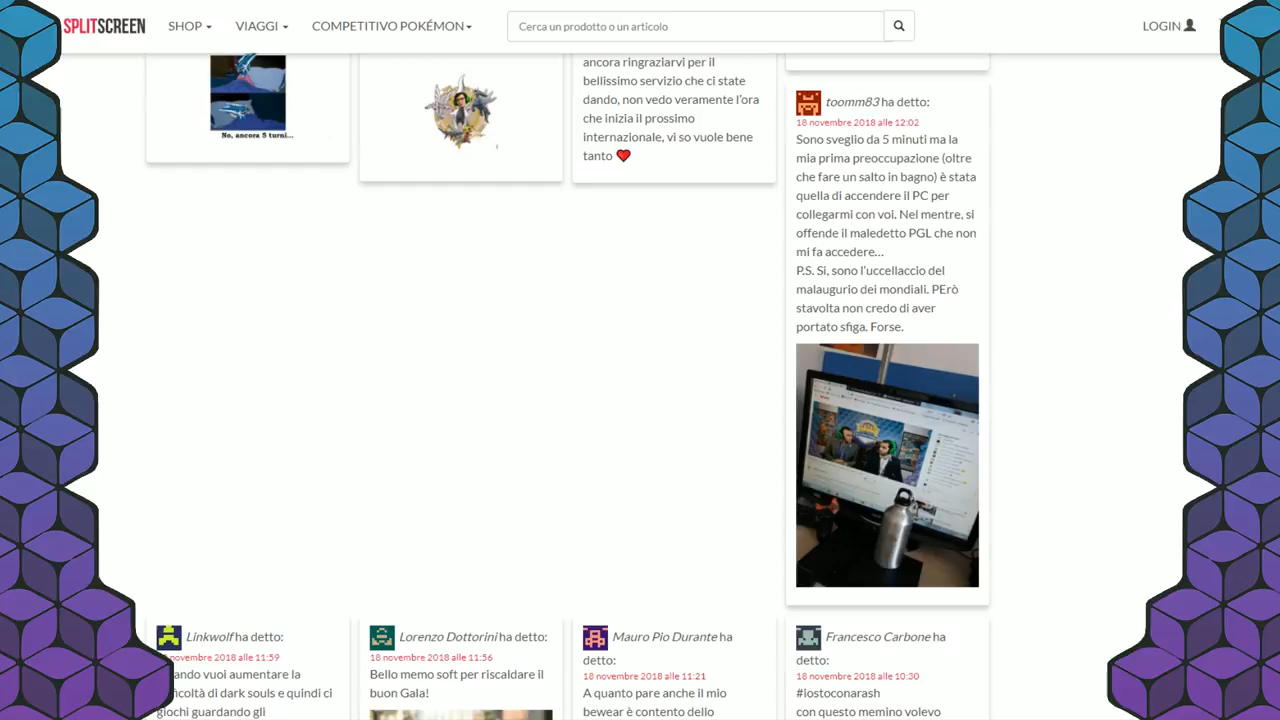 SPLITSCREEN
SHOP
VIAGGI
COMPETITIVO POKÉMON
Cerca un prodotto o un articolo
LOGIN
No, ancora 5 turni...
ancora ringraziarvi per il
bellissimo servizio che ci state
dando, non vedo veramente l'ora
che inizia il prossimo
internazionale, vi so vuole bene
tanto ❤
toomm83 ha detto:
18 novembre 2018 alle 12:02
Sono sveglio da 5 minuti ma la
mia prima preoccupazione (oltre
che fare un salto in bagno) è stata
quella di accendere il PC per
collegarmi con voi. Nel mentre, si
offende il maledetto PGL che non
mi fa accedere...
P.S. Si, sono l'uccellaccio del
malaugurio dei mondiali. PErò
stavolta non credo di aver
portato sfiga. Forse.
Linkwolf ha detto:
novembre 2018 alle 11:59
ando vuoi aumentare la
ficoltà di dark souls e quindi ci
giochi guardando gli
Lorenzo Dottorini ha detto:
18 novembre 2018 alle 11:56
Bello memo soft per riscaldare il
buon Gala!
Mauro Pio Durante ha
detto:
18 novembre 2018 alle 11:21
A quanto pare anche il mio
bewear è contento dello
Francesco Carbone ha
detto:
18 novembre 2018 alle 10:30
#iostoconarash
con questo memino volevo